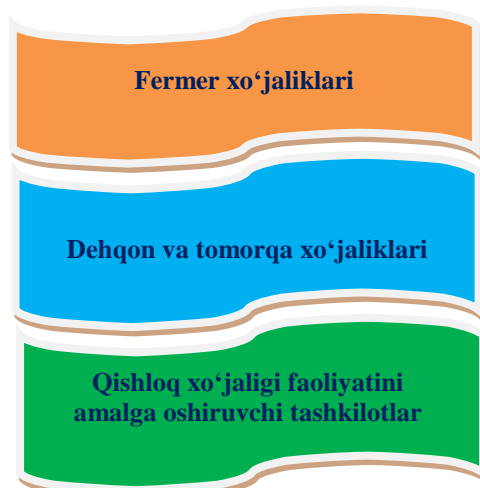 Fermer xo‘jaliklari
Dehqon va tomorqa xo‘jaliklari
Qishloq xo‘jaligi faoliyatini
amalga oshiruvchi tashkilotlar